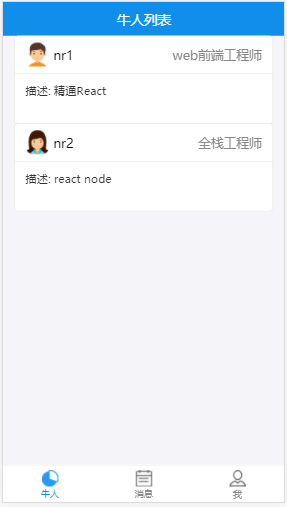 牛人列表
nr1 web前端工程师
描述: 精通React
nr2 全栈工程师
描述: react node
牛人 消息 我